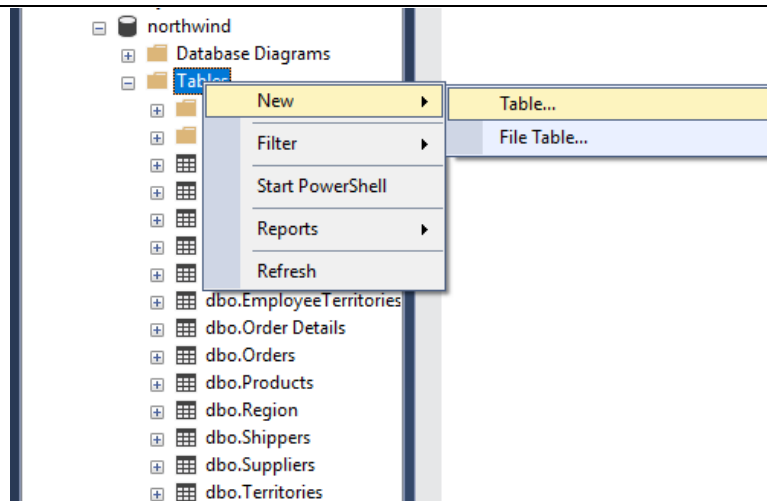 northwind
Database Diagrams
Tables
New
Table...
Filter
File Table...
Start PowerShell
Reports
Refresh
dbo.EmployeeTerritories
dbo.Order Details
dbo.Orders
dbo.Products
dbo.Region
dbo.Shippers
dbo.Suppliers
dbo.Territories